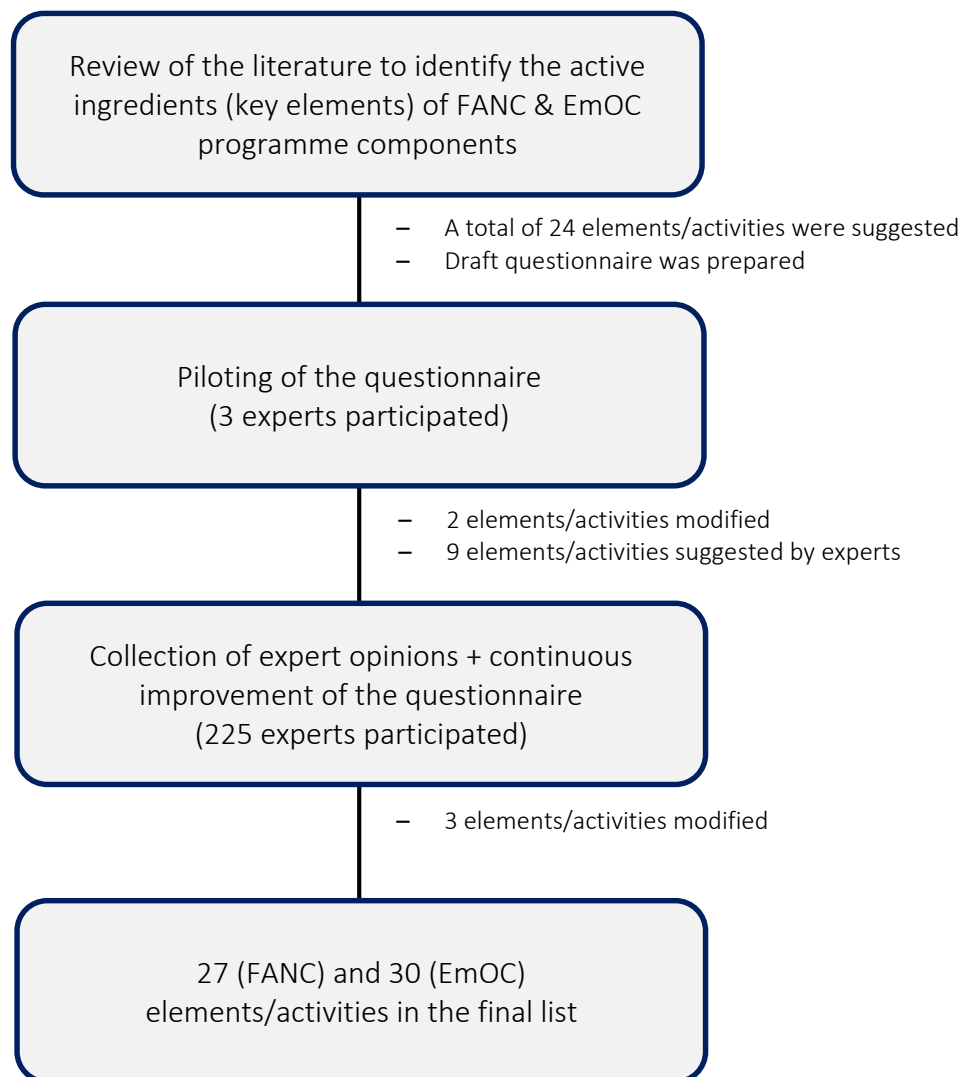 Review of the literature to identify the active
ingredients (key elements) of FANC & EmOC
programme components
– A total of 24 elements/activities were suggested
– Draft questionnaire was prepared
Piloting of the questionnaire
(3 experts participated)
– 2 elements/activities modified
– 9 elements/activities suggested by experts
Collection of expert opinions + continuous
improvement of the questionnaire
(225 experts participated)
– 3 elements/activities modified
27 (FANC) and 30 (EmOC)
elements/activities in the final list